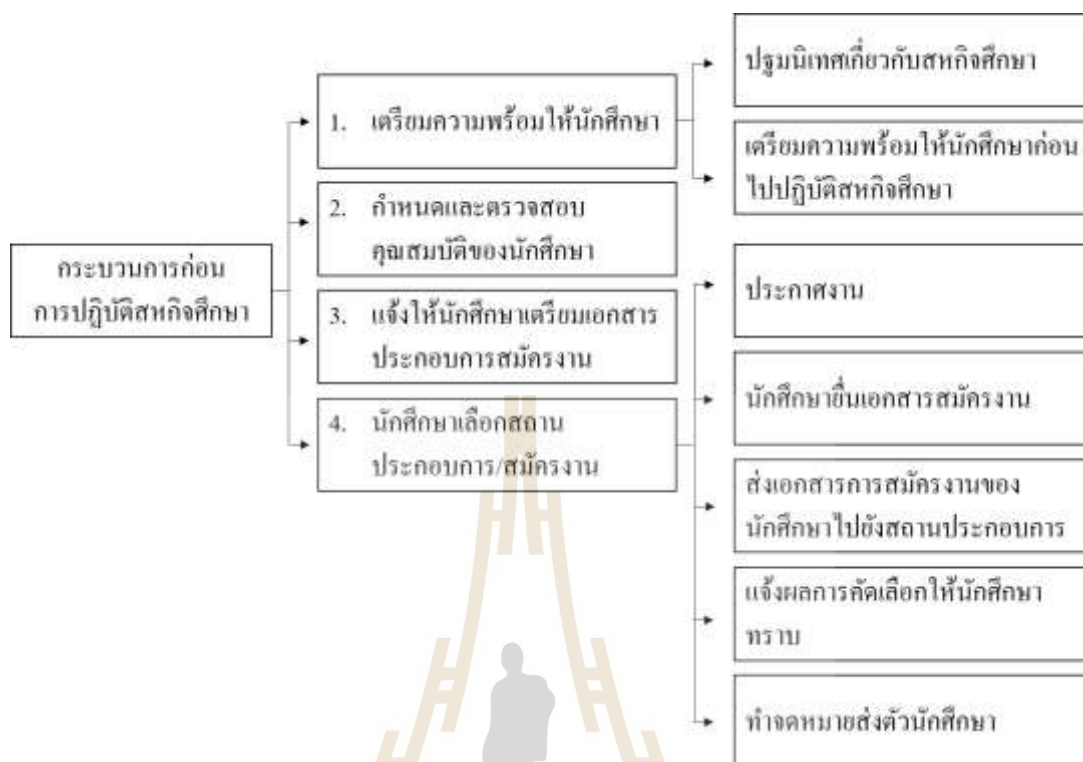 กระบวนการก่อน
การปฏิบัติสหกิจศึกษา
1. เตรียมความพร้อมให้นักศึกษา
2. กำหนดและตรวจสอบ
คุณสมบัติของนักศึกษา
3. แจ้งให้นักศึกษาเตรียมเอกสาร
ประกอบการสมัครงาน
4. นักศึกษาเลือกสถาน
ประกอบการ/สมัครงาน
ปฐมนิเทศเกี่ยวกับสหกิจศึกษา
เตรียมความพร้อมให้นักศึกษาก่อน
ไปปฏิบัติสหกิจศึกษา
ประกาศงาน
นักศึกษายื่นเอกสารสมัครงาน
ส่งเอกสารการสมัครงานของ
นักศึกษาไปยังสถานประกอบการ
แจ้งผลการคัดเลือกให้นักศึกษา
ทราบ
ทำจดหมายส่งตัวนักศึกษา